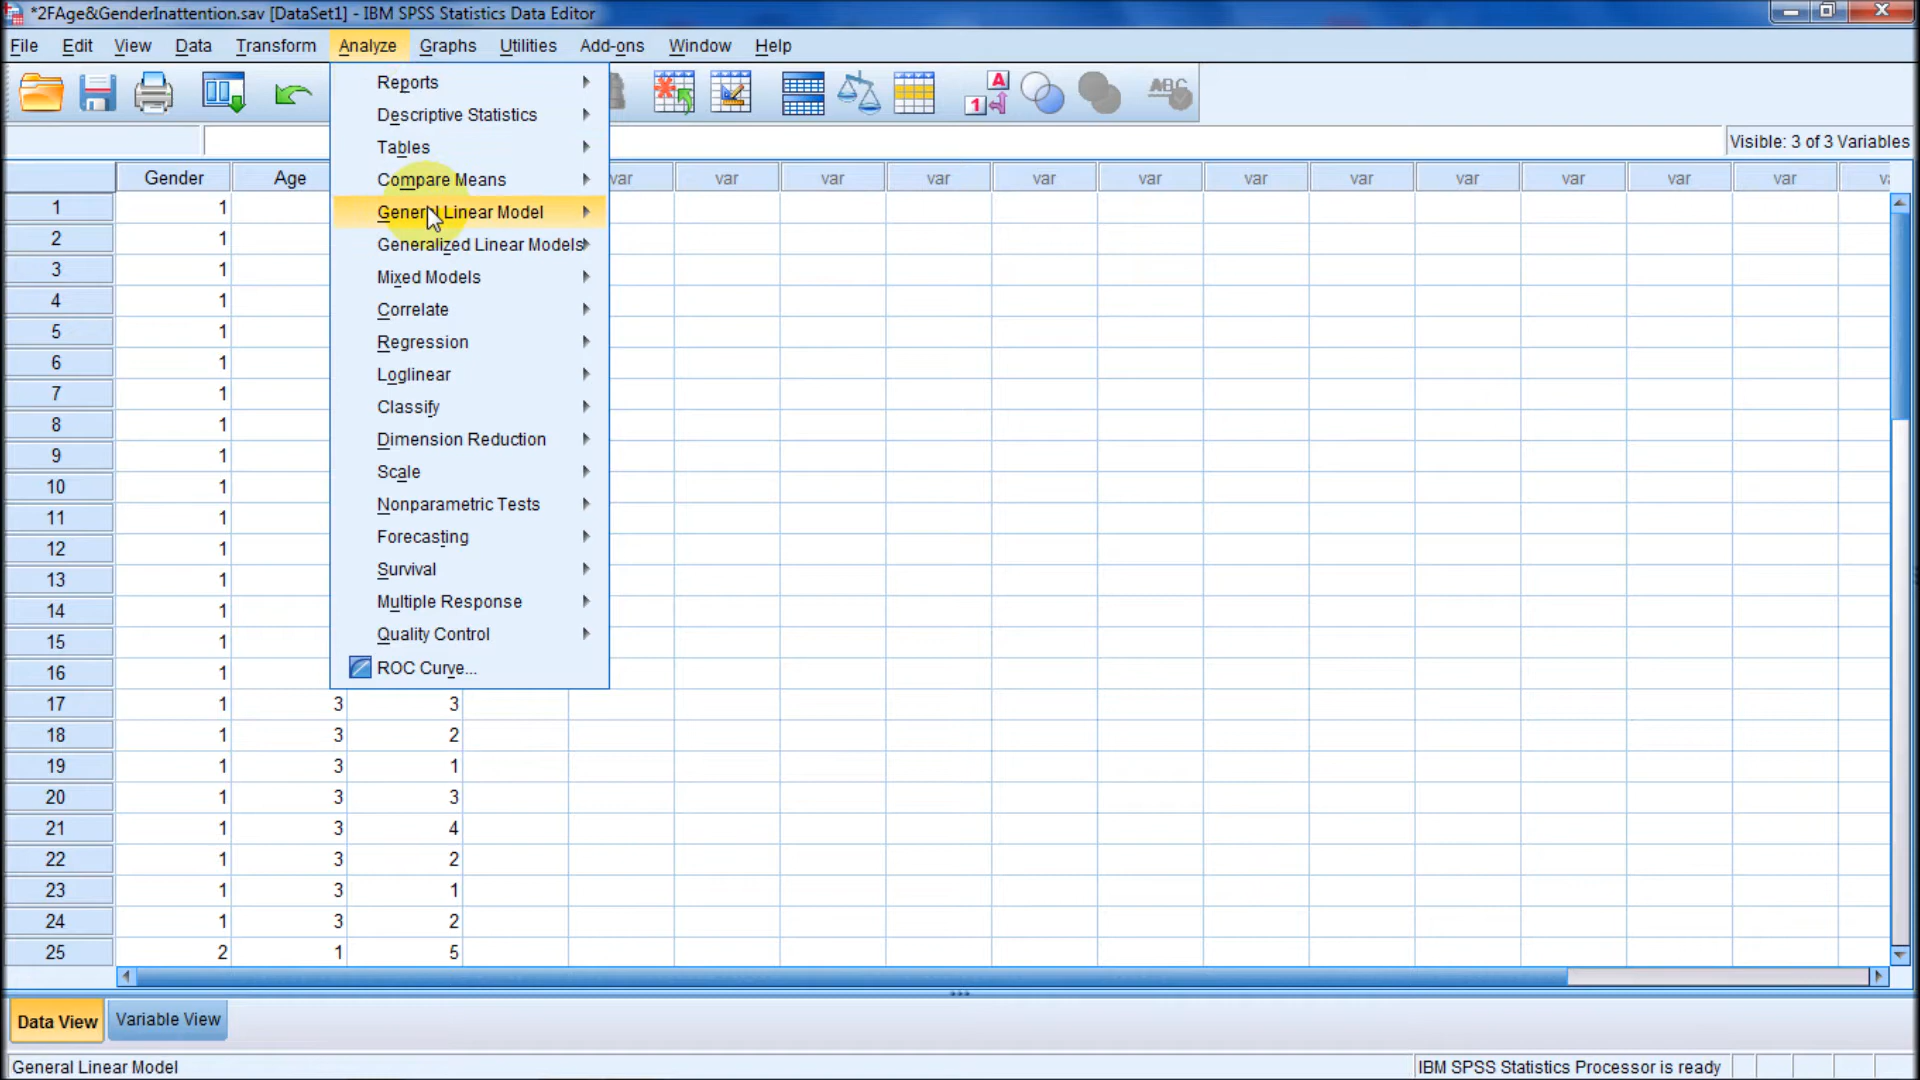 *2FAge&GenderInattention.sav [DataSet1] - IBM SPSS Statistics Data Editor
File Edit View Data Transform Analyze Graphs Utilities Add-ons Window Help
A
1
ABC
Visible: 3 of 3 Variables
Reports
Descriptive Statistics
Tables
Compare Means
General Linear Model
Generalized Linear Models
Mixed Models
Correlate
Regression
Loglinear
Classify
Dimension Reduction
Scale
Nonparametric Tests
Forecasting
Survival
Multiple Response
Quality Control
ROC Curve...
Gender Age var var var var var var var var var var var
1 1
2 1
3 1
4 1
5 1
6 1
7 1
8 1
9 1
10 1
11 1
12 1
13 1
14 1
15 1
16 1
17 1 3 3
18 1 3 2
19 1 3 1
20 1 3 3
21 1 3 4
22 1 3 2
23 1 3 1
24 1 3 2
25 2 1 5
Data View Variable View
General Linear Model IBM SPSS Statistics Processor is ready